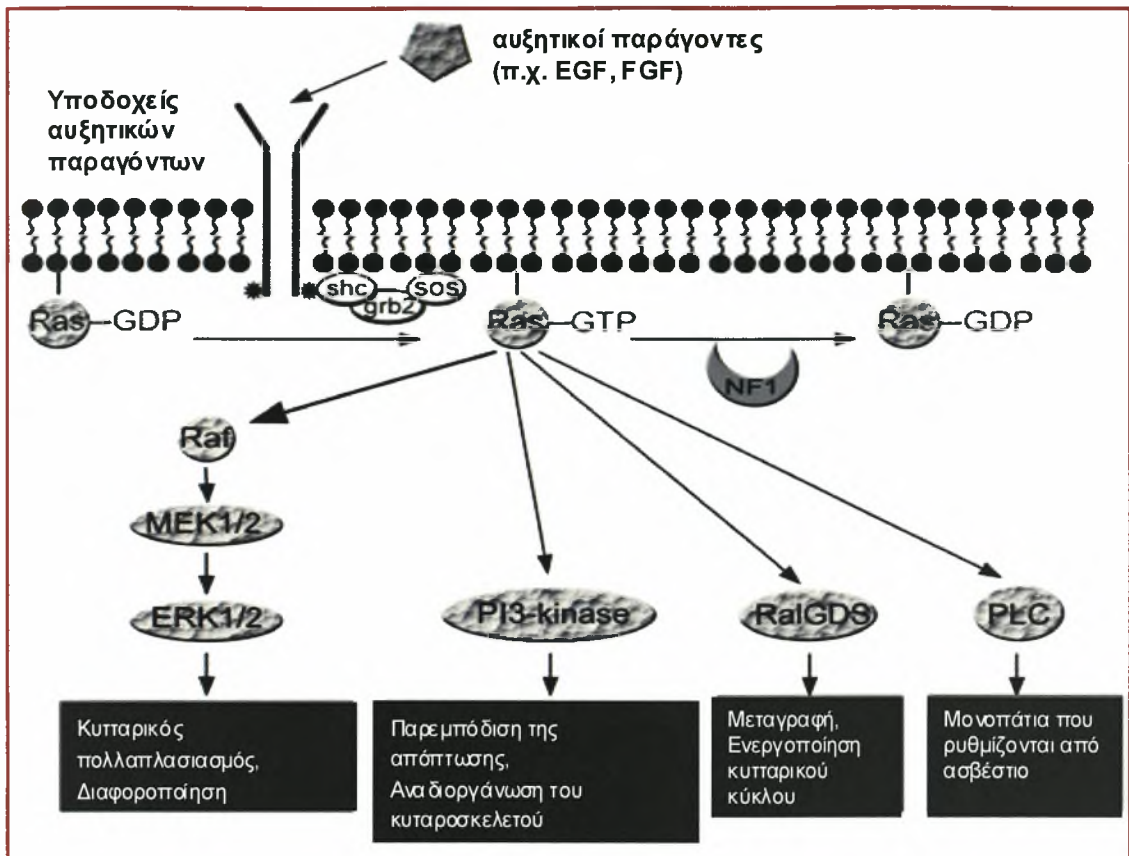 αυξητικοί παράγοντες
(π.χ. EGF, FGF)
Υποδοχείς
αυξητικών
παραγόντων
shc
grb2
sos
Ras—GDP
Ras—GTP
Ras—GDP
NF1
Raf
MEK1/2
ERK1/2
PI3-kinase
RalGDS
PLC
Κυτταρικός
πολλαπλασιασμός,
Διαφοροποίηση
Παρεμπόδιση της
απόπτωσης,
Αναδιοργάνωση του
κυταροσκελετού
Μεταγραφή,
Ενεργοποίηση
κυτταρικού
κύκλου
Μονοπάτια που
ρυθμίζονται από
ασβέστιο